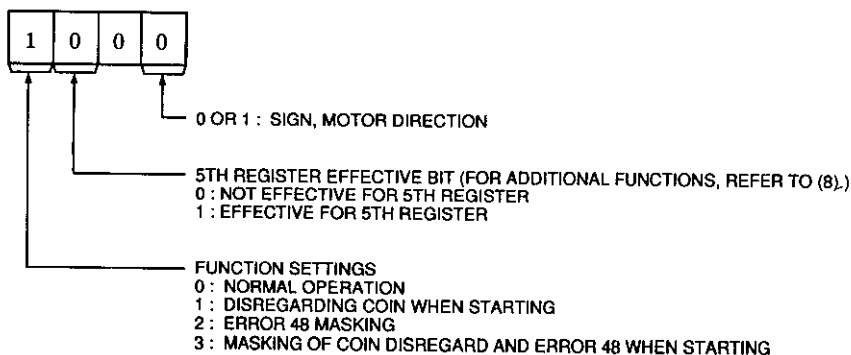 1 0 0 0
0 OR 1 : SIGN, MOTOR DIRECTION
5TH REGISTER EFFECTIVE BIT (FOR ADDITIONAL FUNCTIONS, REFER TO (8).)
0 : NOT EFFECTIVE FOR 5TH REGISTER
1 : EFFECTIVE FOR 5TH REGISTER
FUNCTION SETTINGS
0 : NORMAL OPERATION
1 : DISREGARDING COIN WHEN STARTING
2 : ERROR 48 MASKING
3 : MASKING OF COIN DISREGARD AND ERROR 48 WHEN STARTING